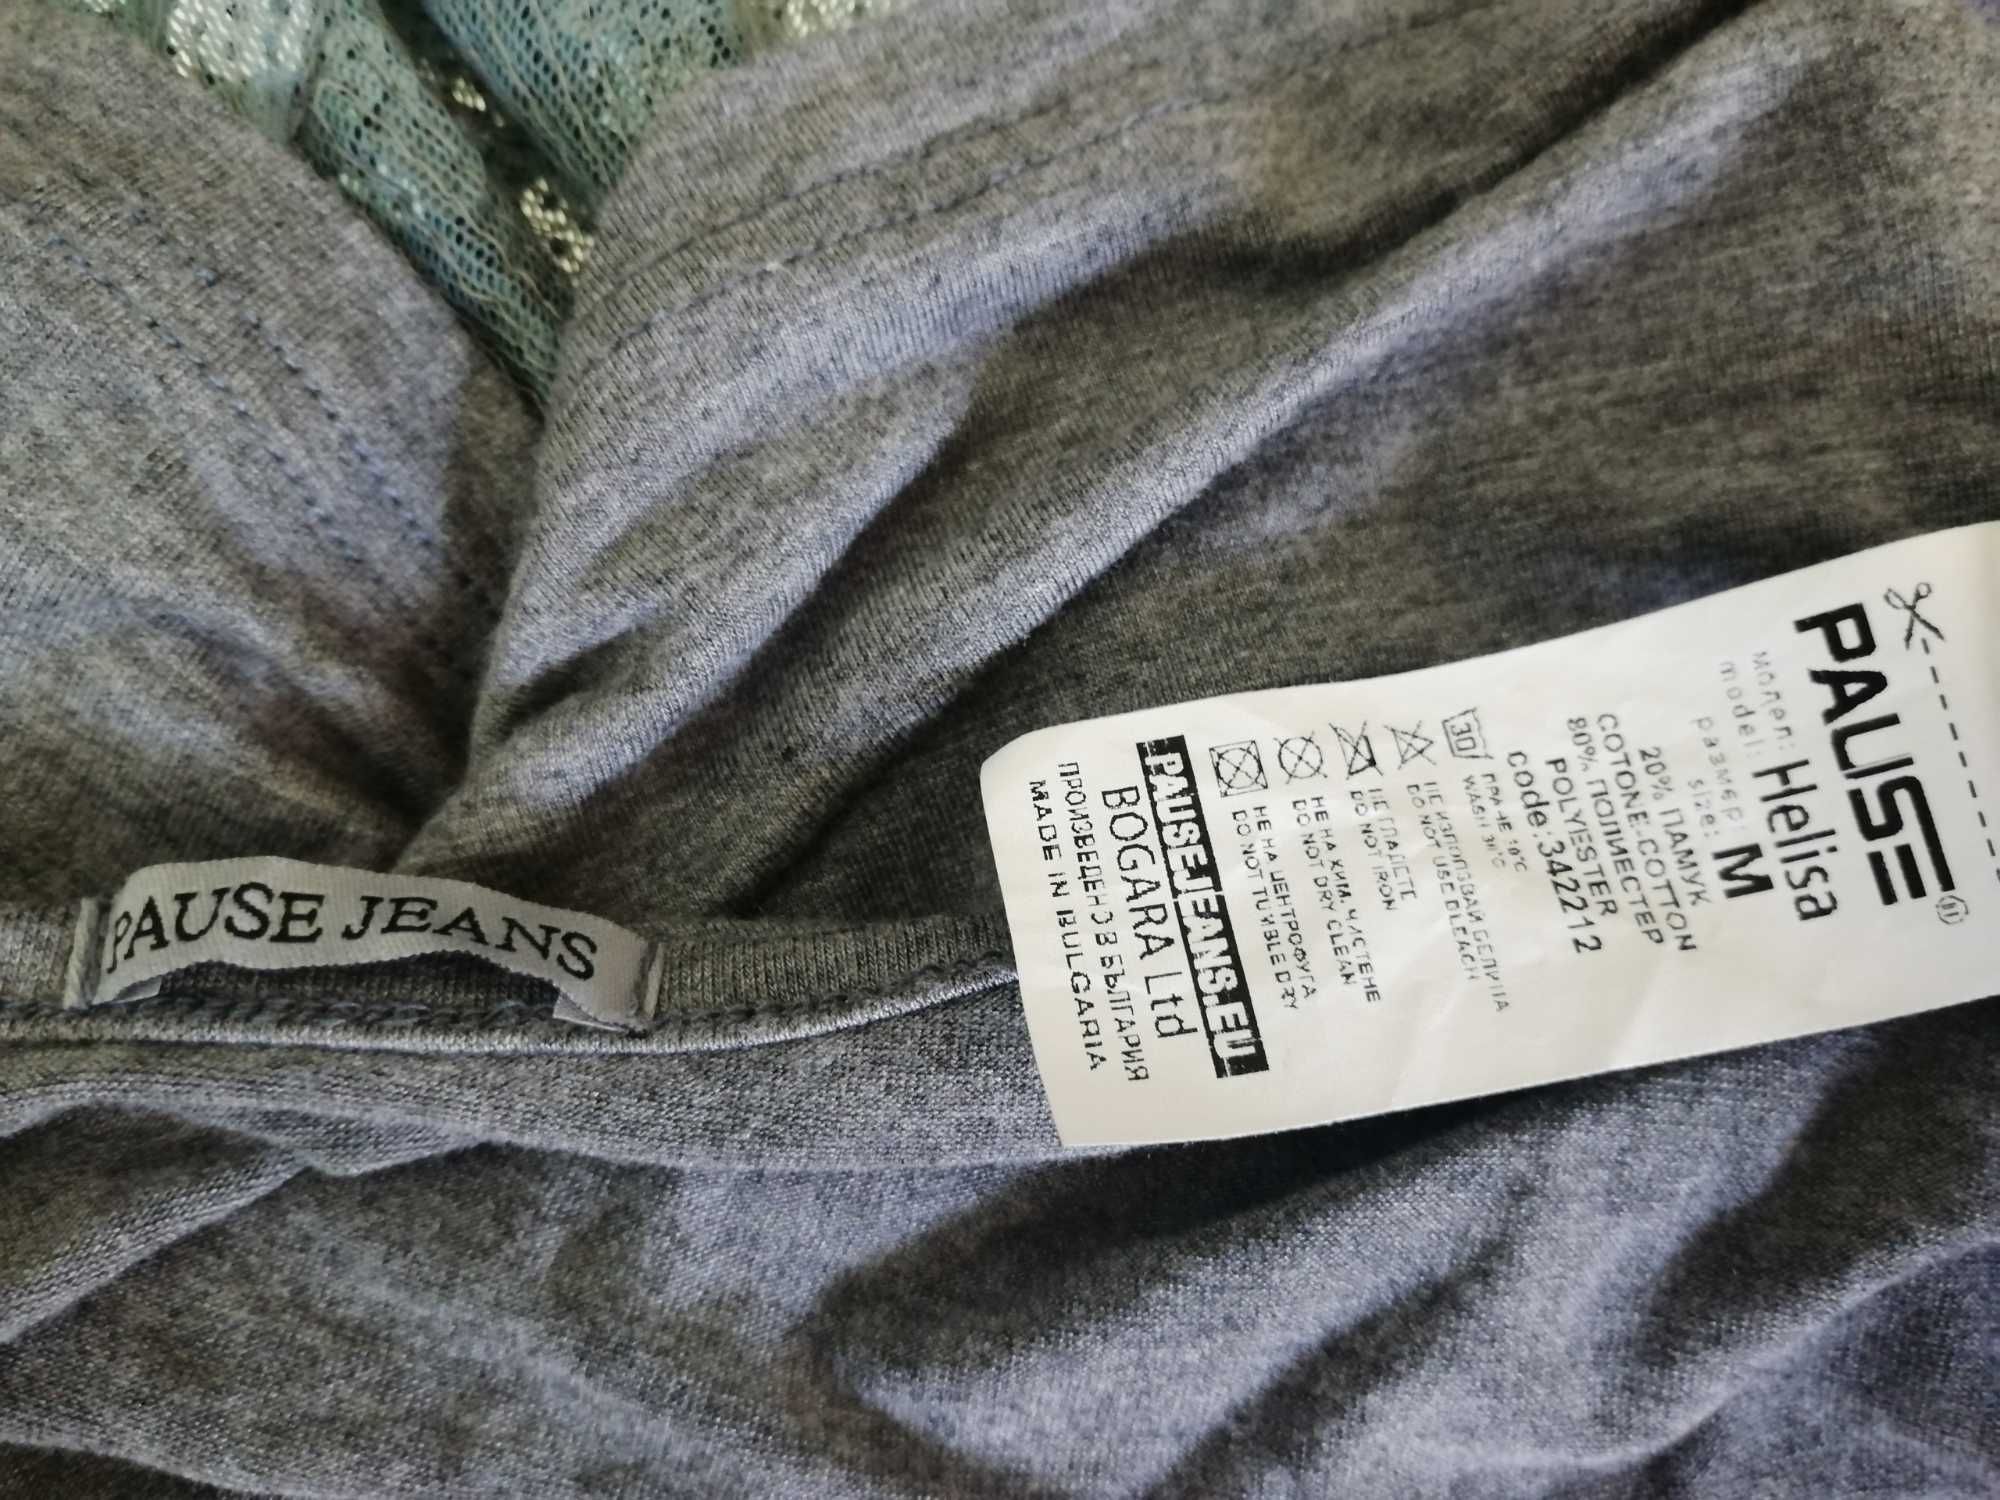 PAUSE JEANS
PAUSE
модел:
model: Helisa
размер:
size: M
20% ПАМУК
COTONE-COTTON
80% ПОЛИЕСТЕР
POLYESTER
code:342212
30
WASH 30°C
НЕ ИЗПОЛЗВАЙ БЕЛИНА
DO NOT USE BLEACH
НЕ ГЛАДЕТЕ
DO NOT IRON
НЕ НА ХИМ. ЧИСТЕНЕ
DO NOT DRY CLEAN
НЕ НА ЦЕНТРОФУГА
DO NOT TUMBLE DRY
PAUSEJEANS.EU
BOGARA Ltd
ПРОИЗВЕДЕНО В БЪЛГАРИЯ
MADE IN BULGARIA